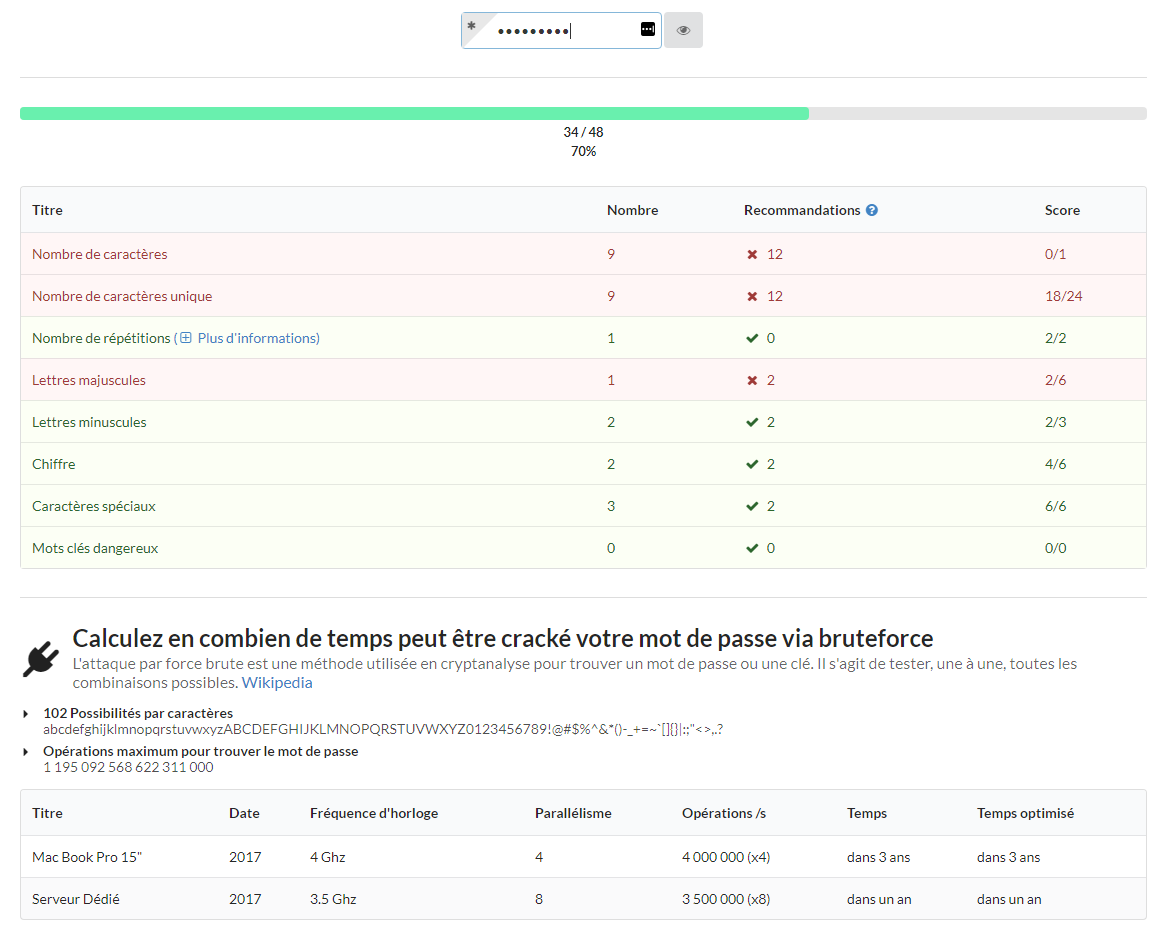 *
•••••••••
34 / 48
70%
Titre Nombre Recommandations ? Score
Nombre de caractères 9 12 0/1
Nombre de caractères unique 9 12 18/24
Nombre de répétitions ( Plus d'informations) 1 0 2/2
Lettres majuscules 1 2 2/6
Lettres minuscules 2 2 2/3
Chiffre 2 2 4/6
Caractères spéciaux 3 2 6/6
Mots clés dangereux 0 0 0/0
Calculez en combien de temps peut être cracké votre mot de passe via bruteforce
L'attaque par force brute est une méthode utilisée en cryptanalyse pour trouver un mot de passe ou une clé. Il s'agit de tester, une à une, toutes les
combinaisons possibles. Wikipedia
102 Possibilités par caractères
abcdefghijklmnopqrstuvwxyzABCDEFGHIJKLMNOPQRSTUVWXYZ0123456789!@#$%^&*()-_+=~`[]{}|:;"<>,.?
Opérations maximum pour trouver le mot de passe
1 195 092 568 622 311 000
Titre Date Fréquence d'horloge Parallélisme Opérations /s Temps Temps optimisé
Mac Book Pro 15" 2017 4 Ghz 4 4 000 000 (x4) dans 3 ans dans 3 ans
Serveur Dédié 2017 3.5 Ghz 8 3 500 000 (x8) dans un an dans un an